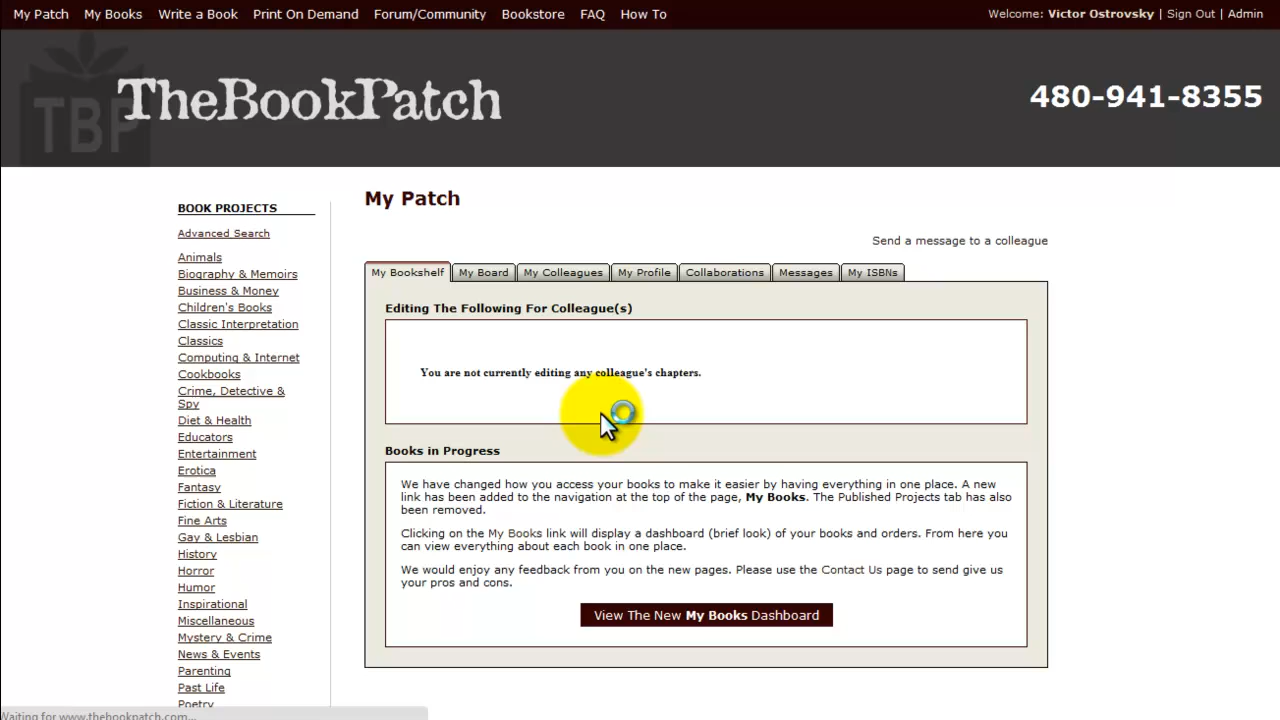 My Patch My Books Write a Book Print On Demand Forum/Community Bookstore FAQ How To
Welcome: Victor Ostrovsky | Sign Out | Admin
TBP
TheBookPatch
480-941-8355
BOOK PROJECTS
Advanced Search
Animals
Biography & Memoirs
Business & Money
Children's Books
Classic Interpretation
Classics
Computing & Internet
Cookbooks
Crime, Detective &
Spy
Diet & Health
Educators
Entertainment
Erotica
Fantasy
Fiction & Literature
Fine Arts
Gay & Lesbian
History
Horror
Humor
Inspirational
Miscellaneous
Mystery & Crime
News & Events
Parenting
Past Life
Poetry
My Patch
Send a message to a colleague
My Bookshelf My Board My Colleagues My Profile Collaborations Messages My ISBNs
Editing The Following For Colleague(s)
You are not currently editing any colleague's chapters.
Books in Progress
We have changed how you access your books to make it easier by having everything in one place. A new
link has been added to the navigation at the top of the page, My Books. The Published Projects tab has also
been removed.
Clicking on the My Books link will display a dashboard (brief look) of your books and orders. From here you
can view everything about each book in one place.
We would enjoy any feedback from you on the new pages. Please use the Contact Us page to send give us
your pros and cons.
View The New My Books Dashboard
Waiting for www.thebookpatch.com...